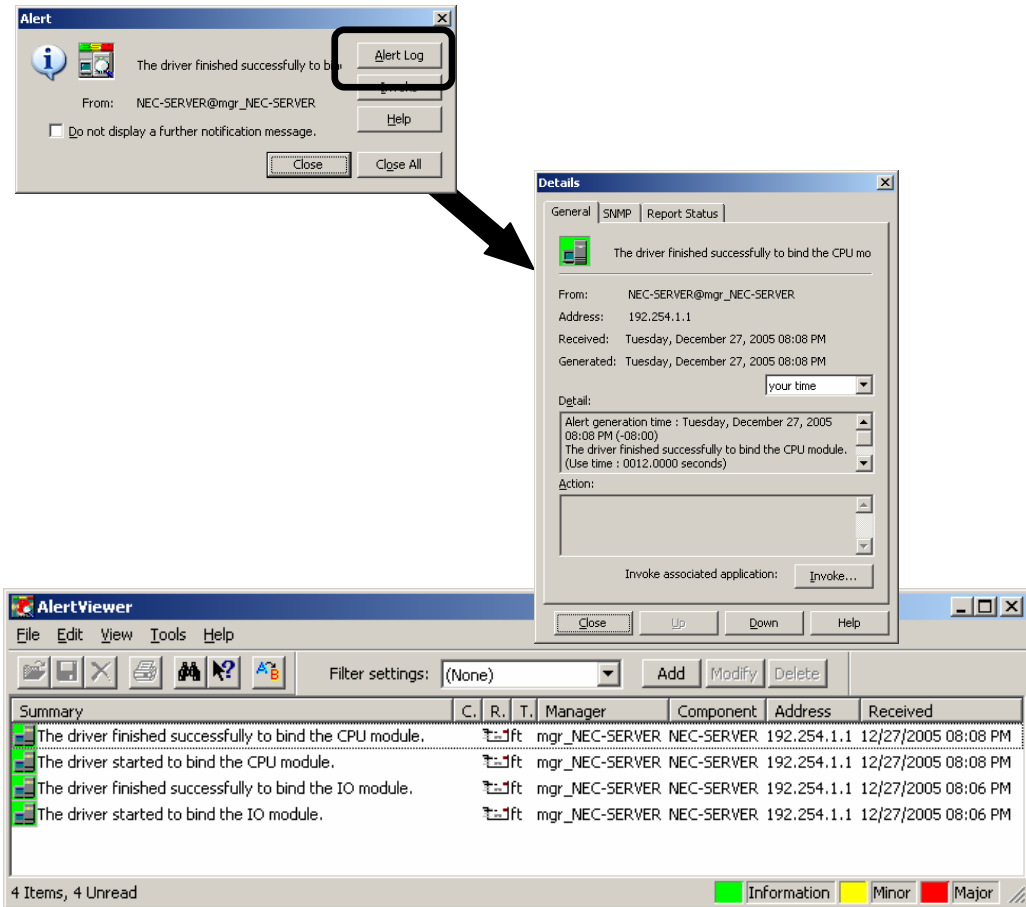 Alert
The driver finished successfully to bi
Alert Log
Invoke
Help
From: NEC-SERVER@mgr_NEC-SERVER
Do not display a further notification message.
Close
Close All
Details
General
SNMP
Report Status
The driver finished successfully to bind the CPU mo
From: NEC-SERVER@mgr_NEC-SERVER
Address: 192.254.1.1
Received: Tuesday, December 27, 2005 08:08 PM
Generated: Tuesday, December 27, 2005 08:08 PM
your time
Detail:
Alert generation time : Tuesday, December 27, 2005
08:08 PM (-08:00)
The driver finished successfully to bind the CPU module.
(Use time : 0012.0000 seconds)
Action:
Invoke associated application:
Invoke...
Close
Up
Down
Help
AlertViewer
File Edit View Tools Help
Filter settings: (None)
Add
Modify
Delete
Summary C. R. T. Manager Component Address Received
The driver finished successfully to bind the CPU module. ft mgr_NEC-SERVER NEC-SERVER 192.254.1.1 12/27/2005 08:08 PM
The driver started to bind the CPU module. ft mgr_NEC-SERVER NEC-SERVER 192.254.1.1 12/27/2005 08:08 PM
The driver finished successfully to bind the IO module. ft mgr_NEC-SERVER NEC-SERVER 192.254.1.1 12/27/2005 08:06 PM
The driver started to bind the IO module. ft mgr_NEC-SERVER NEC-SERVER 192.254.1.1 12/27/2005 08:06 PM
4 Items, 4 Unread
Information
Minor
Major